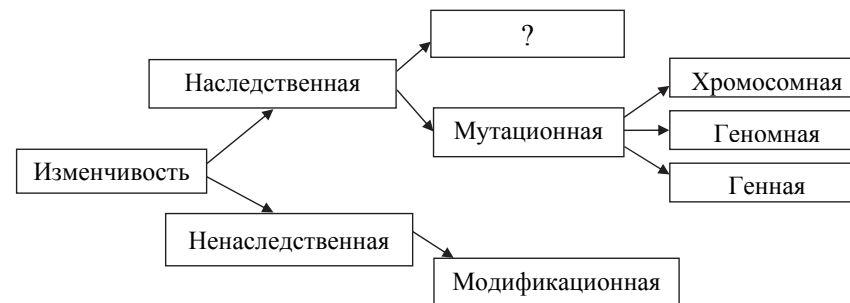 ?
Наследственная
Хромосомная
Мутационная
Геномная
Изменчивость
Генная
Ненаследственная
Модификационная